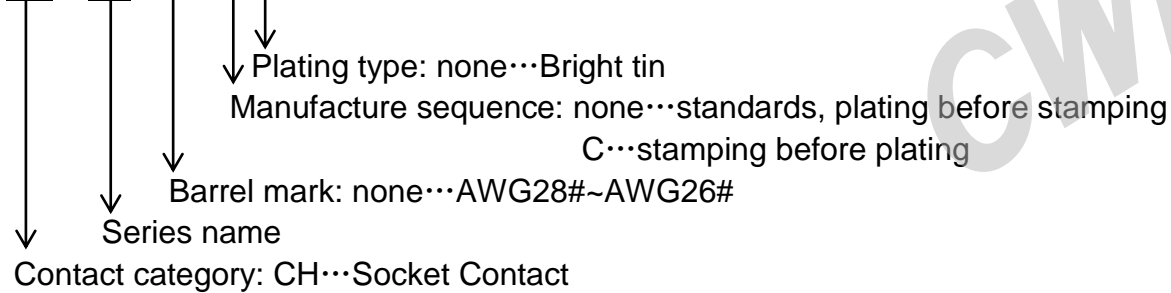 Plating type: none⋯Bright tin
Manufacture sequence: none⋯standards, plating before stamping
C⋯stamping before plating
Barrel mark: none⋯AWG28#~AWG26#
Series name
Contact category: CH⋯Socket Contact